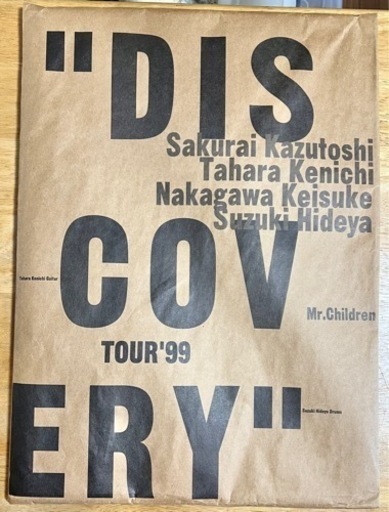 "DIS
Sakurai Kazutoshi
Tahara Kenichi
Nakagawa Keisuke
Suzuki Hideya
Tahara Kenichi Guitar
COV
Mr.Children
TOUR'99
Suzuki Hideya Drums
ERY"